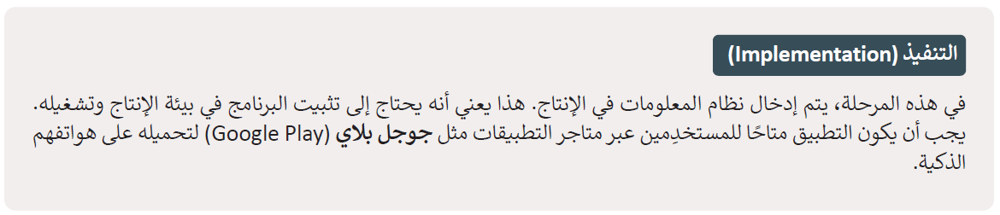 التنفيذ (Implementation)
في هذه المرحلة، يتم إدخال نظام المعلومات في الإنتاج. هذا يعني أنه يحتاج إلى تثبيت البرنامج في بيئة الإنتاج وتشغيله.
يجب أن يكون التطبيق متاحًا للمستخدِمين عبر متاجر التطبيقات مثل جوجل بلاي (Google Play) لتحميله على هواتفهم
الذكية.